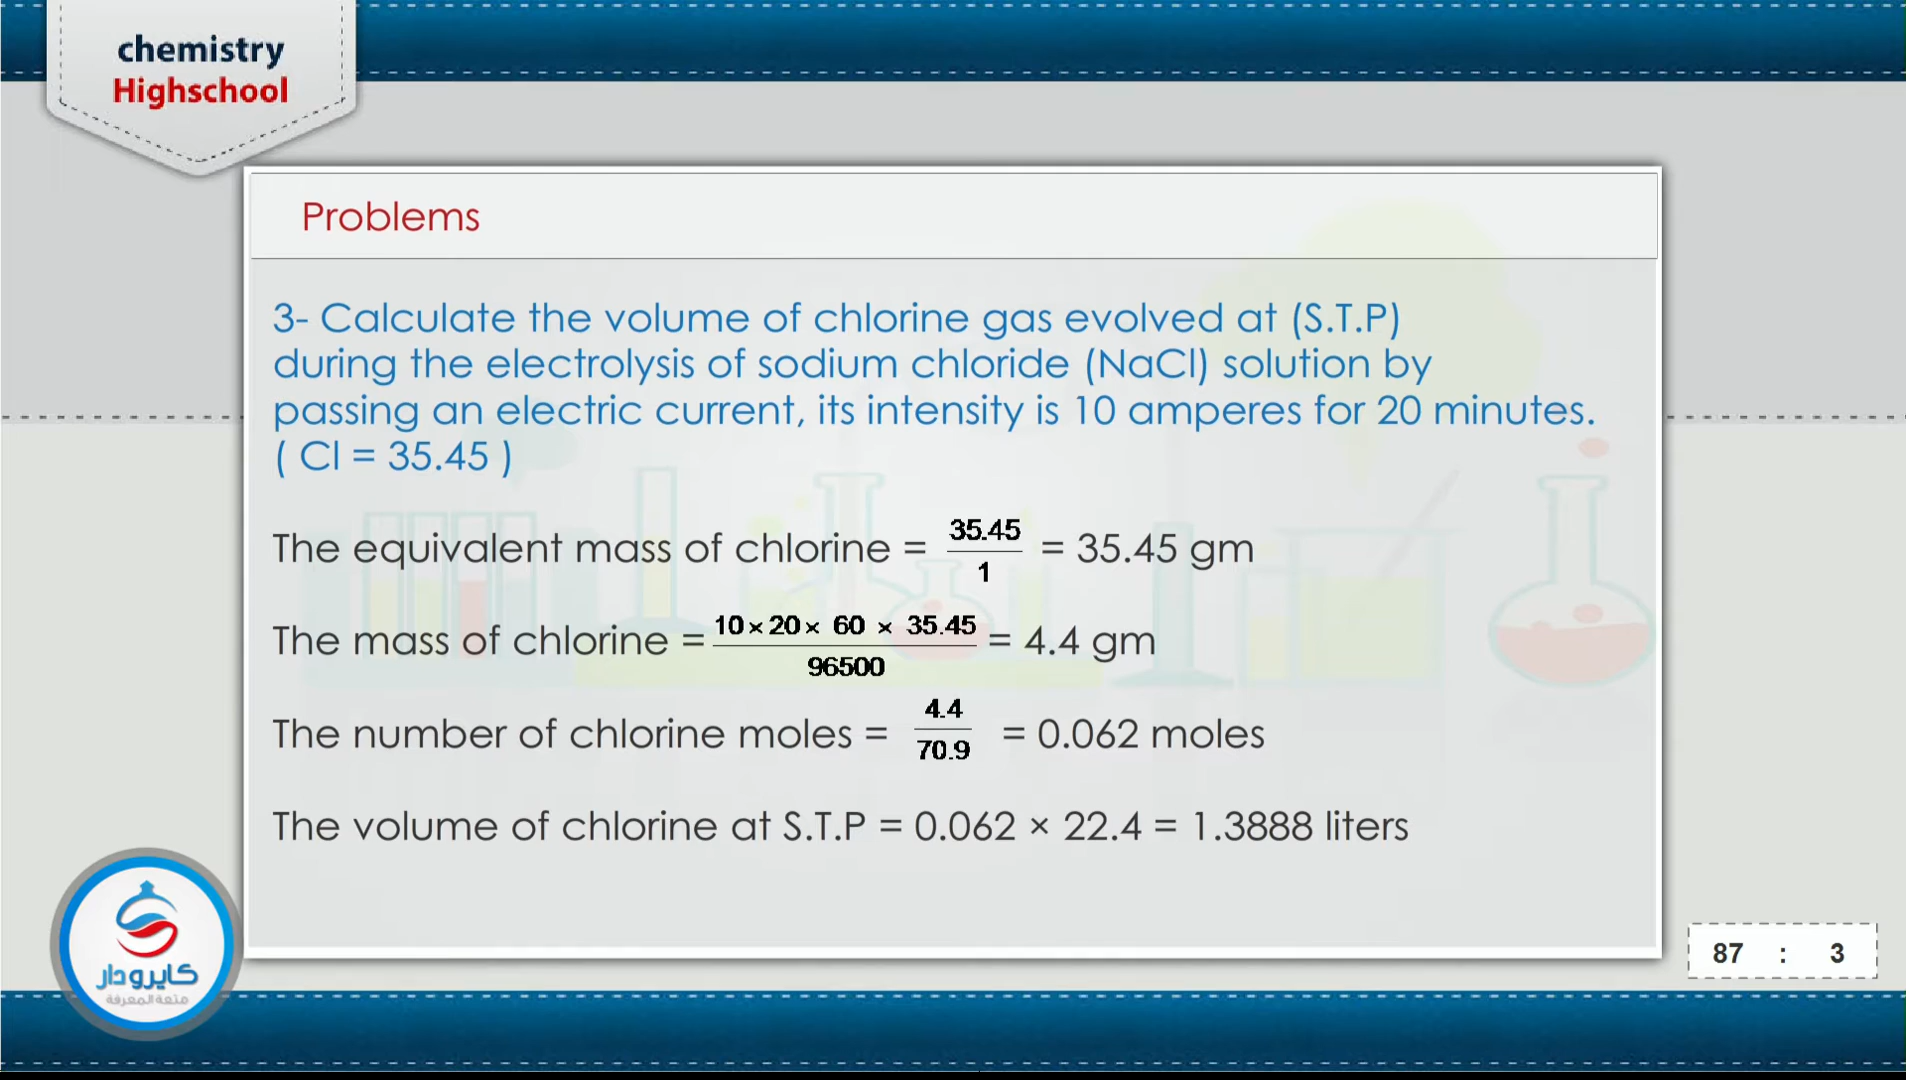 chemistry
Highschool
Problems
3- Calculate the volume of chlorine gas evolved at (S.T.P)
during the electrolysis of sodium chloride (NaCl) solution by
passing an electric current, its intensity is 10 amperes for 20 minutes.
( Cl = 35.45 )
The equivalent mass of chlorine = 35.45 / 1 = 35.45 gm
The mass of chlorine = 10 × 20 × 60 × 35.45 / 96500 = 4.4 gm
The number of chlorine moles = 4.4 / 70.9 = 0.062 moles
The volume of chlorine at S.T.P = 0.062 × 22.4 = 1.3888 liters
كايرودار
متعة المعرفة
87 : 3